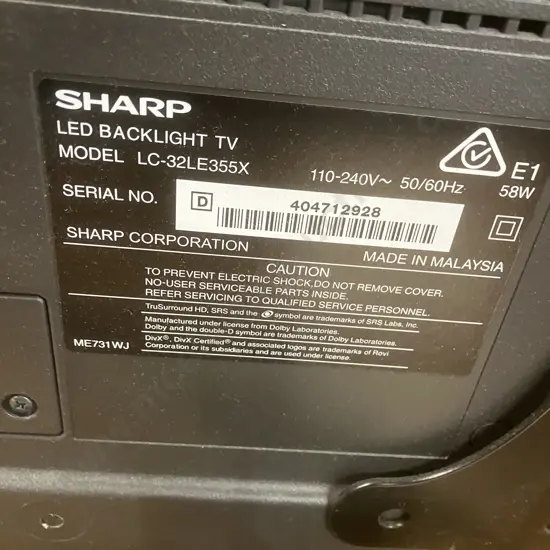 SHARP
LED BACKLIGHT TV
MODEL LC-32LE355X
110-240V~ 50/60Hz
E1
58W
SERIAL NO.
D
404712928
SHARP CORPORATION
MADE IN MALAYSIA
CAUTION
TO PREVENT ELECTRIC SHOCK,DO NOT REMOVE COVER.
NO-USER SERVICEABLE PARTS INSIDE.
REFER SERVICING TO QUALIFIED SERVICE PERSONNEL.
TruSurround HD, SRS and the symbol are trademarks of SRS Labs, Inc.
Manufactured under license from Dolby Laboratories.
Dolby and the double-D symbol are trademarks of Dolby Laboratories.
ME731WJ
DivX®, DivX Certified® and associated logos are trademarks of Rovi
Corporation or its subsidiaries and are used under license.